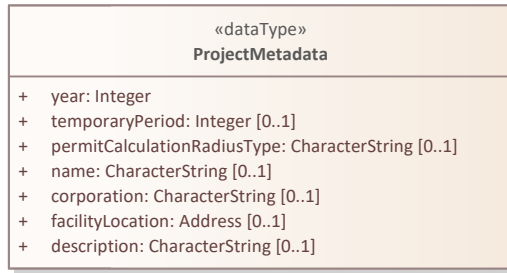 «dataType»
ProjectMetadata
+ year: Integer
+ temporaryPeriod: Integer [0..1]
+ permitCalculationRadiusType: CharacterString [0..1]
+ name: CharacterString [0..1]
+ corporation: CharacterString [0..1]
+ facilityLocation: Address [0..1]
+ description: CharacterString [0..1]